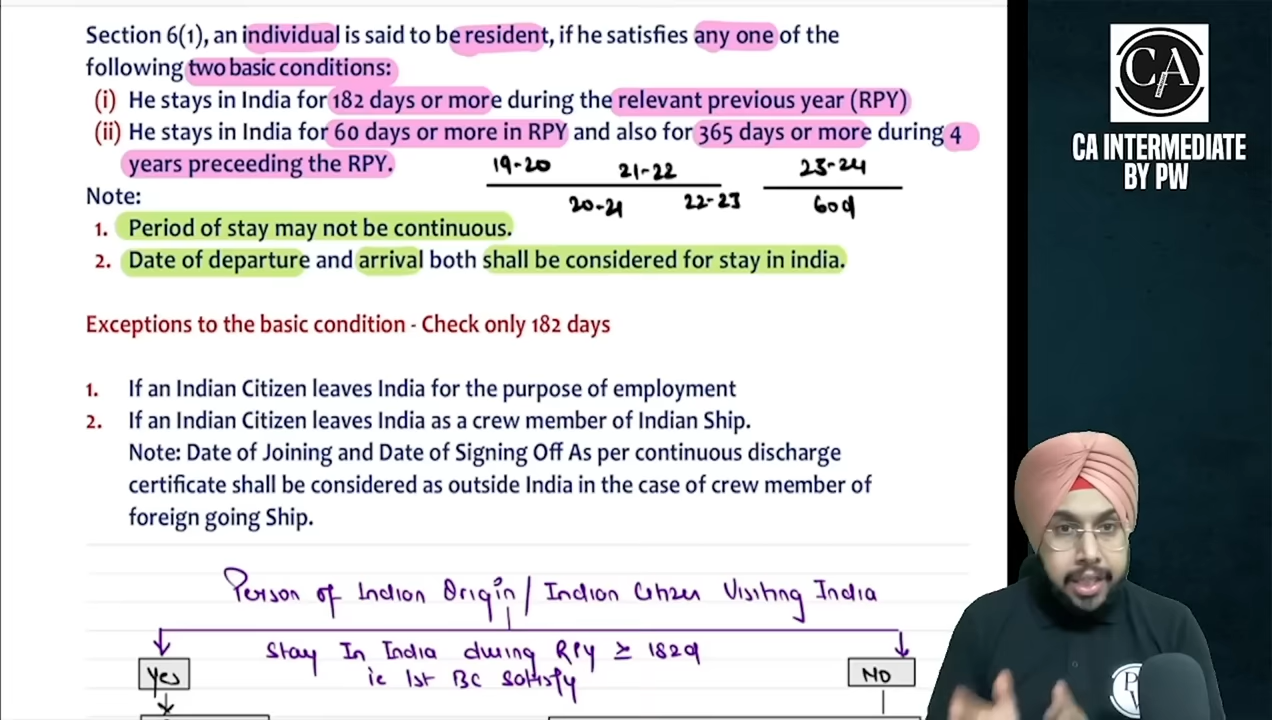 Section 6(1), an individual is said to be resident, if he satisfies any one of the
following two basic conditions:
(i) He stays in India for 182 days or more during the relevant previous year (RPY)
(ii) He stays in India for 60 days or more in RPY and also for 365 days or more during 4
years preceeding the RPY.
19-20 21-22 23-24
20-21 22-23 60d
Note:
1. Period of stay may not be continuous.
2. Date of departure and arrival both shall be considered for stay in india.
Exceptions to the basic condition - Check only 182 days
1. If an Indian Citizen leaves India for the purpose of employment
2. If an Indian Citizen leaves India as a crew member of Indian Ship.
Note: Date of Joining and Date of Signing Off As per continuous discharge
certificate shall be considered as outside India in the case of crew member of
foreign going Ship.
Person of Indian Origin / Indian Citizen Visiting India
Stay In India during RPY ≥ 182d
ie 1st BC Satisfy
Yes
No
CA
CA INTERMEDIATE
BY PW